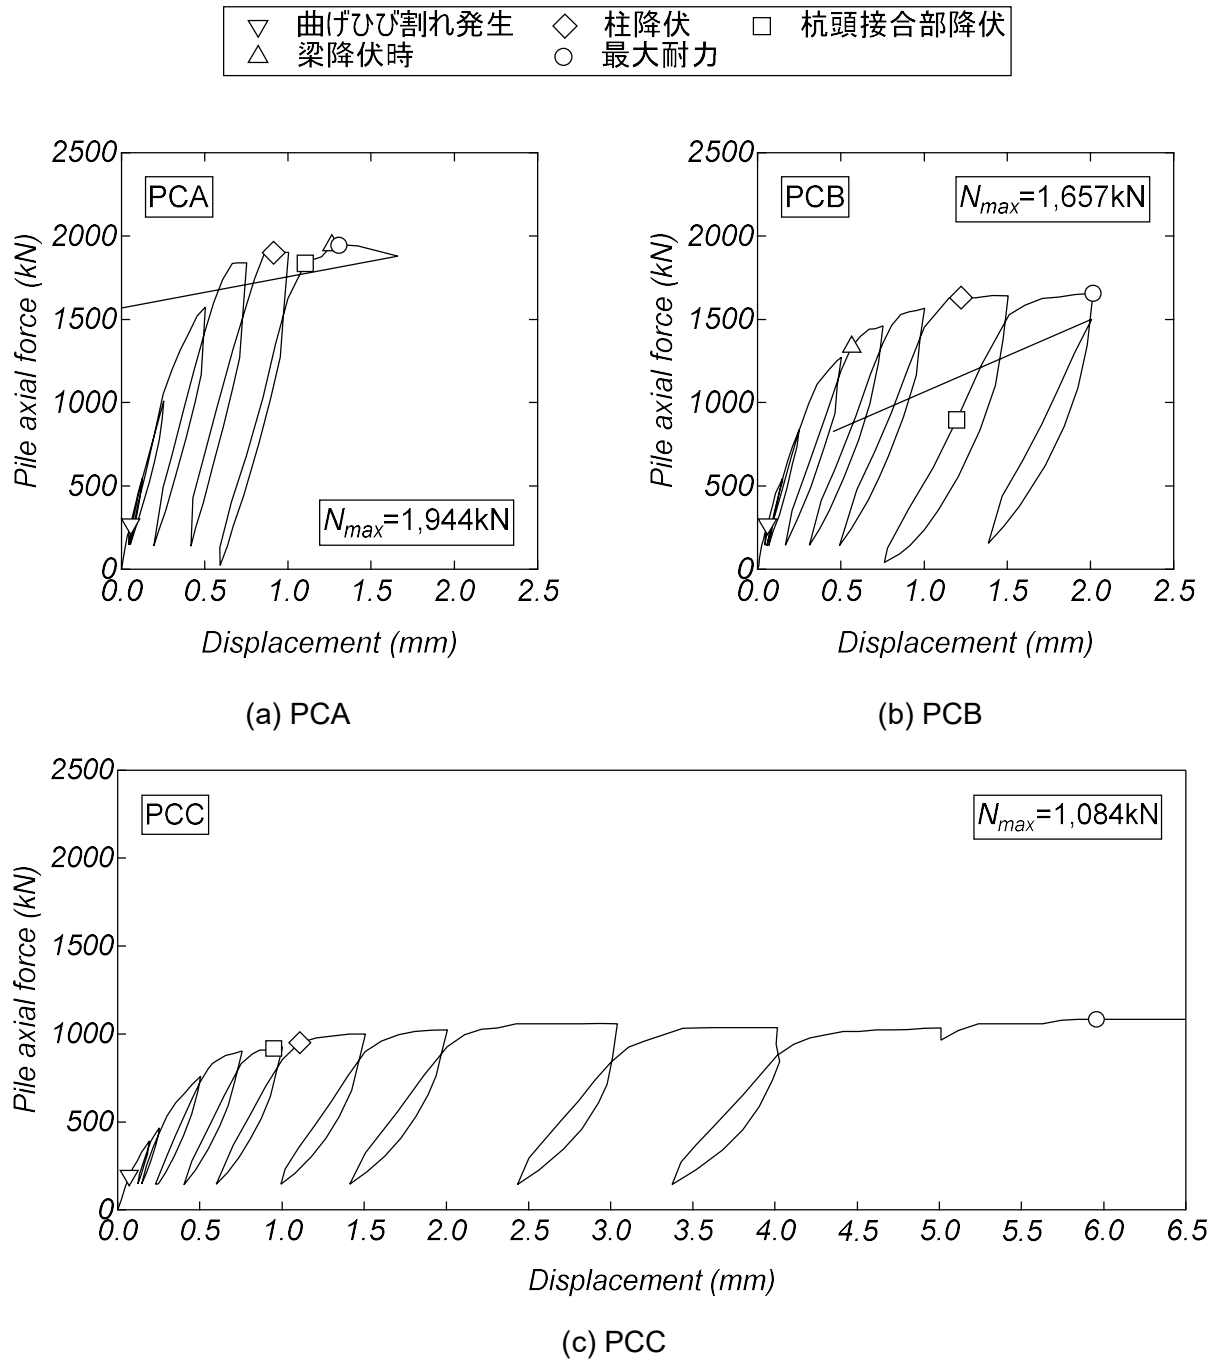 ▽ 曲げひび割れ発生 ◇ 柱降伏 □ 杭頭接合部降伏
△ 梁降伏時 ○ 最大耐力
2500
2000
1500
1000
500
0
Pile axial force (kN)
PCA
Nmax=1,944kN
0.0 0.5 1.0 1.5 2.0 2.5
Displacement (mm)
(a) PCA
2500
2000
1500
1000
500
0
Pile axial force (kN)
PCB
Nmax=1,657kN
0.0 0.5 1.0 1.5 2.0 2.5
Displacement (mm)
(b) PCB
2500
2000
1500
1000
500
0
Pile axial force (kN)
PCC
Nmax=1,084kN
0.0 0.5 1.0 1.5 2.0 2.5 3.0 3.5 4.0 4.5 5.0 5.5 6.0 6.5
Displacement (mm)
(c) PCC